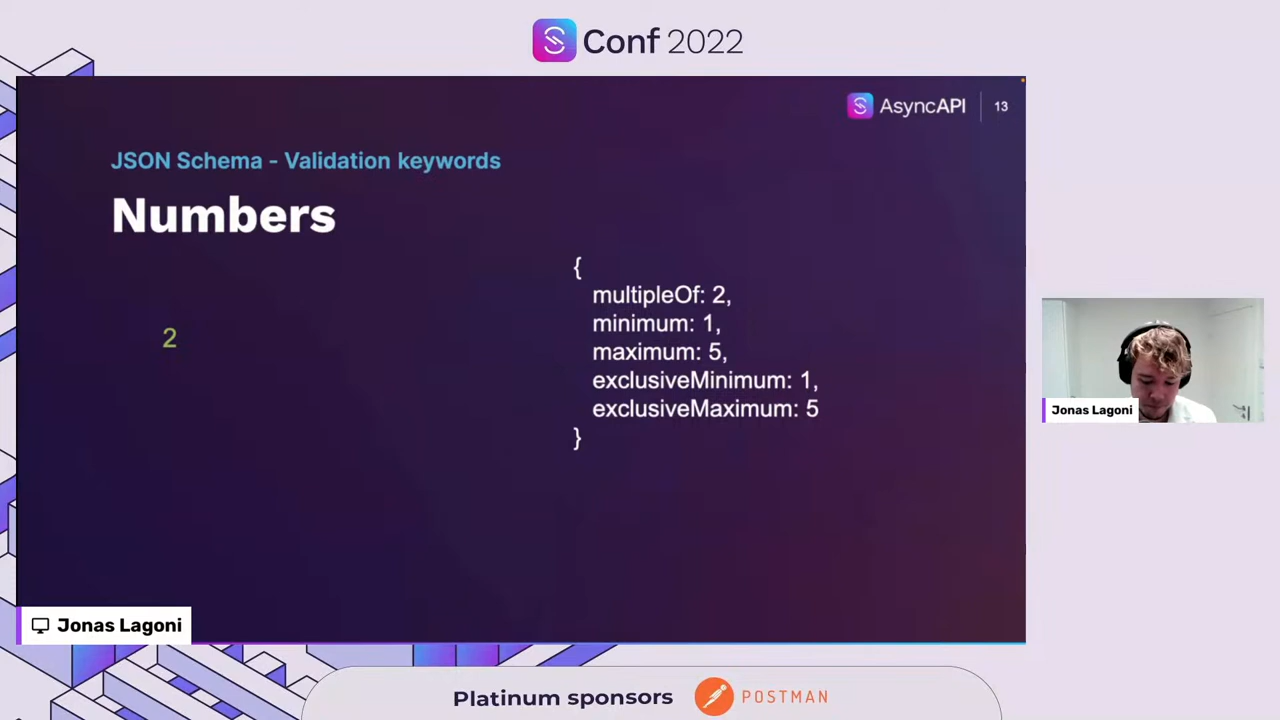 Conf 2022
AsyncAPI
13
JSON Schema - Validation keywords
Numbers
2
{
multipleOf: 2,
minimum: 1,
maximum: 5,
exclusiveMinimum: 1,
exclusiveMaximum: 5
}
Jonas Lagoni
Jonas Lagoni
Platinum sponsors
POSTMAN